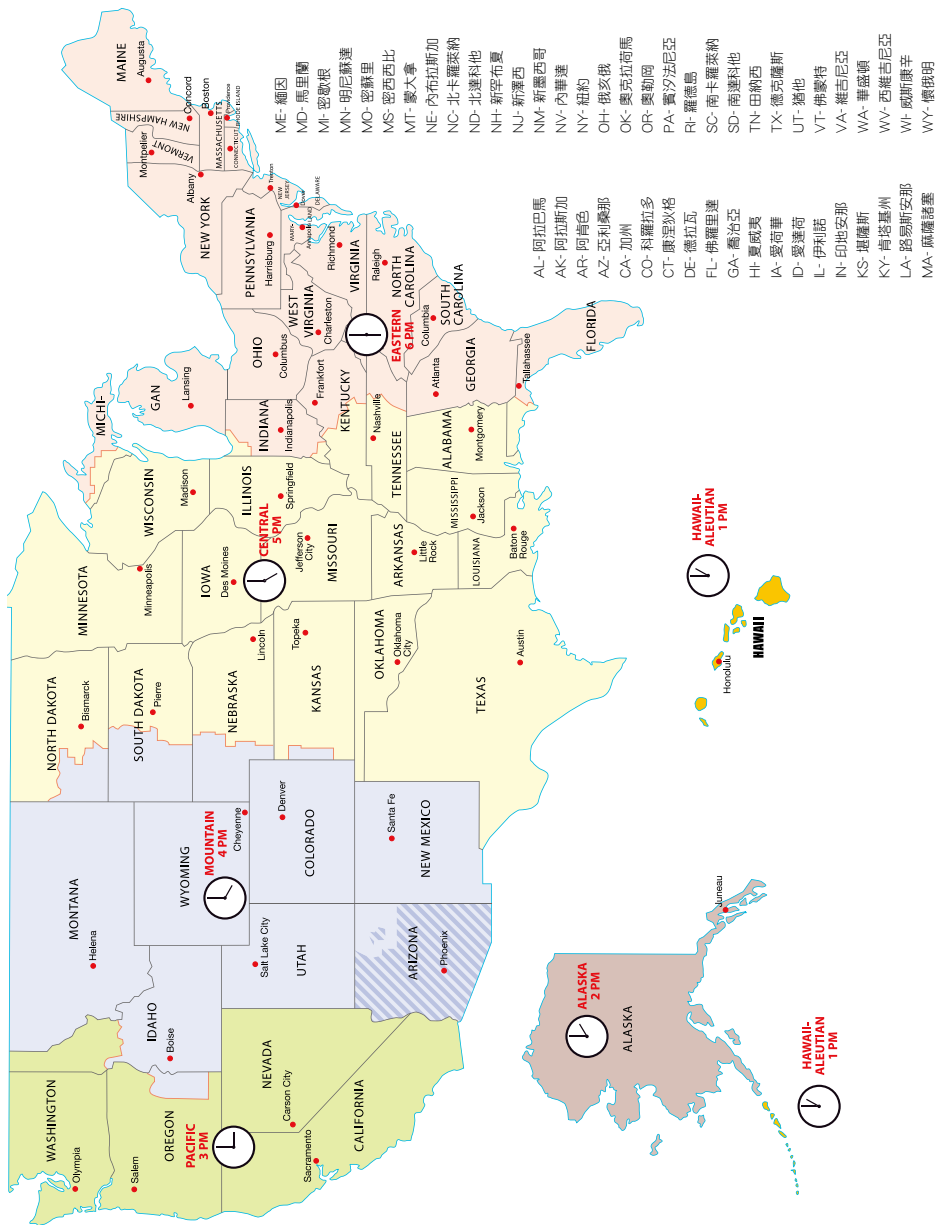 WASHINGTON
Olympia
Salem
OREGON
PACIFIC
3 PM
NEVADA
Carson City
Sacramento
CALIFORNIA
MONTANA
Helena
IDAHO
Boise
WYOMING
MOUNTAIN
4 PM
Cheyenne
Salt Lake City
UTAH
COLORADO
Denver
ARIZONA
Phoenix
NEW MEXICO
Santa Fe
NORTH DAKOTA
Bismarck
SOUTH DAKOTA
Pierre
NEBRASKA
Lincoln
KANSAS
Topeka
OKLAHOMA
Oklahoma
City
TEXAS
Austin
MINNESOTA
Minneapolis
IOWA
Des Moines
CENTRAL
5 PM
MISSOURI
Jefferson
City
ARKANSAS
Little
Rock
LOUISIANA
Baton
Rouge
WISCONSIN
Madison
ILLINOIS
Springfield
MISSISSIPPI
Jackson
MICHI-
GAN
Lansing
INDIANA
Indianapolis
KENTUCKY
Frankfort
TENNESSEE
Nashville
ALABAMA
Montgomery
OHIO
Columbus
WEST
VIRGINIA
Charleston
EASTERN
6 PM
GEORGIA
Atlanta
Tallahassee
FLORIDA
SOUTH
CAROLINA
Columbia
NORTH
CAROLINA
Raleigh
VIRGINIA
Richmond
PENNSYLVANIA
Harrisburg
MARY-
LAND
DELAWARE
Dover
NEW
JERSEY
Trenton
NEW YORK
Albany
VERMONT
Montpelier
NEW HAMPSHIRE
Concord
MAINE
Augusta
MASSACHUSETTS
Boston
CONNECTICUT
RHODE ISLAND
Providence
ALASKA
2 PM
ALASKA
Juneau
HAWAII-
ALEUTIAN
1 PM
HAWAII-
ALEUTIAN
1 PM
Honolulu
HAWAII
AL- 阿拉巴馬
AK- 阿拉斯加
AR- 阿肯色
AZ- 亞利桑那
CA- 加州
CO- 科羅拉多
CT- 康涅狄格
DE- 德拉瓦
FL- 佛羅里達
GA- 喬治亞
HI- 夏威夷
IA- 愛荷華
ID- 愛達荷
IL- 伊利諾
IN- 印地安那
KS- 堪薩斯
KY- 肯塔基州
LA- 路易斯安那
MA- 麻薩諸塞
ME- 緬因
MD- 馬里蘭
MI- 密歇根
MN- 明尼蘇達
MO- 密蘇里
MS- 密西西比
MT - 蒙大拿
NE- 內布拉斯加
NC- 北卡羅萊納
ND- 北達科他
NH- 新罕布夏
NJ- 新澤西
NM- 新墨西哥
NV- 內華達
NY- 紐約
OH- 俄亥俄
OK- 奧克拉荷馬
OR- 奧勒岡
PA- 賓汐法尼亞
RI- 羅德島
SC- 南卡羅萊納
SD- 南達科他
TN- 田納西
TX- 德克薩斯
UT - 猶他
VT- 佛蒙特
VA- 維吉尼亞
WA- 華盛頓
WV- 西維吉尼亞
WI- 威斯康辛
WY- 懷俄明